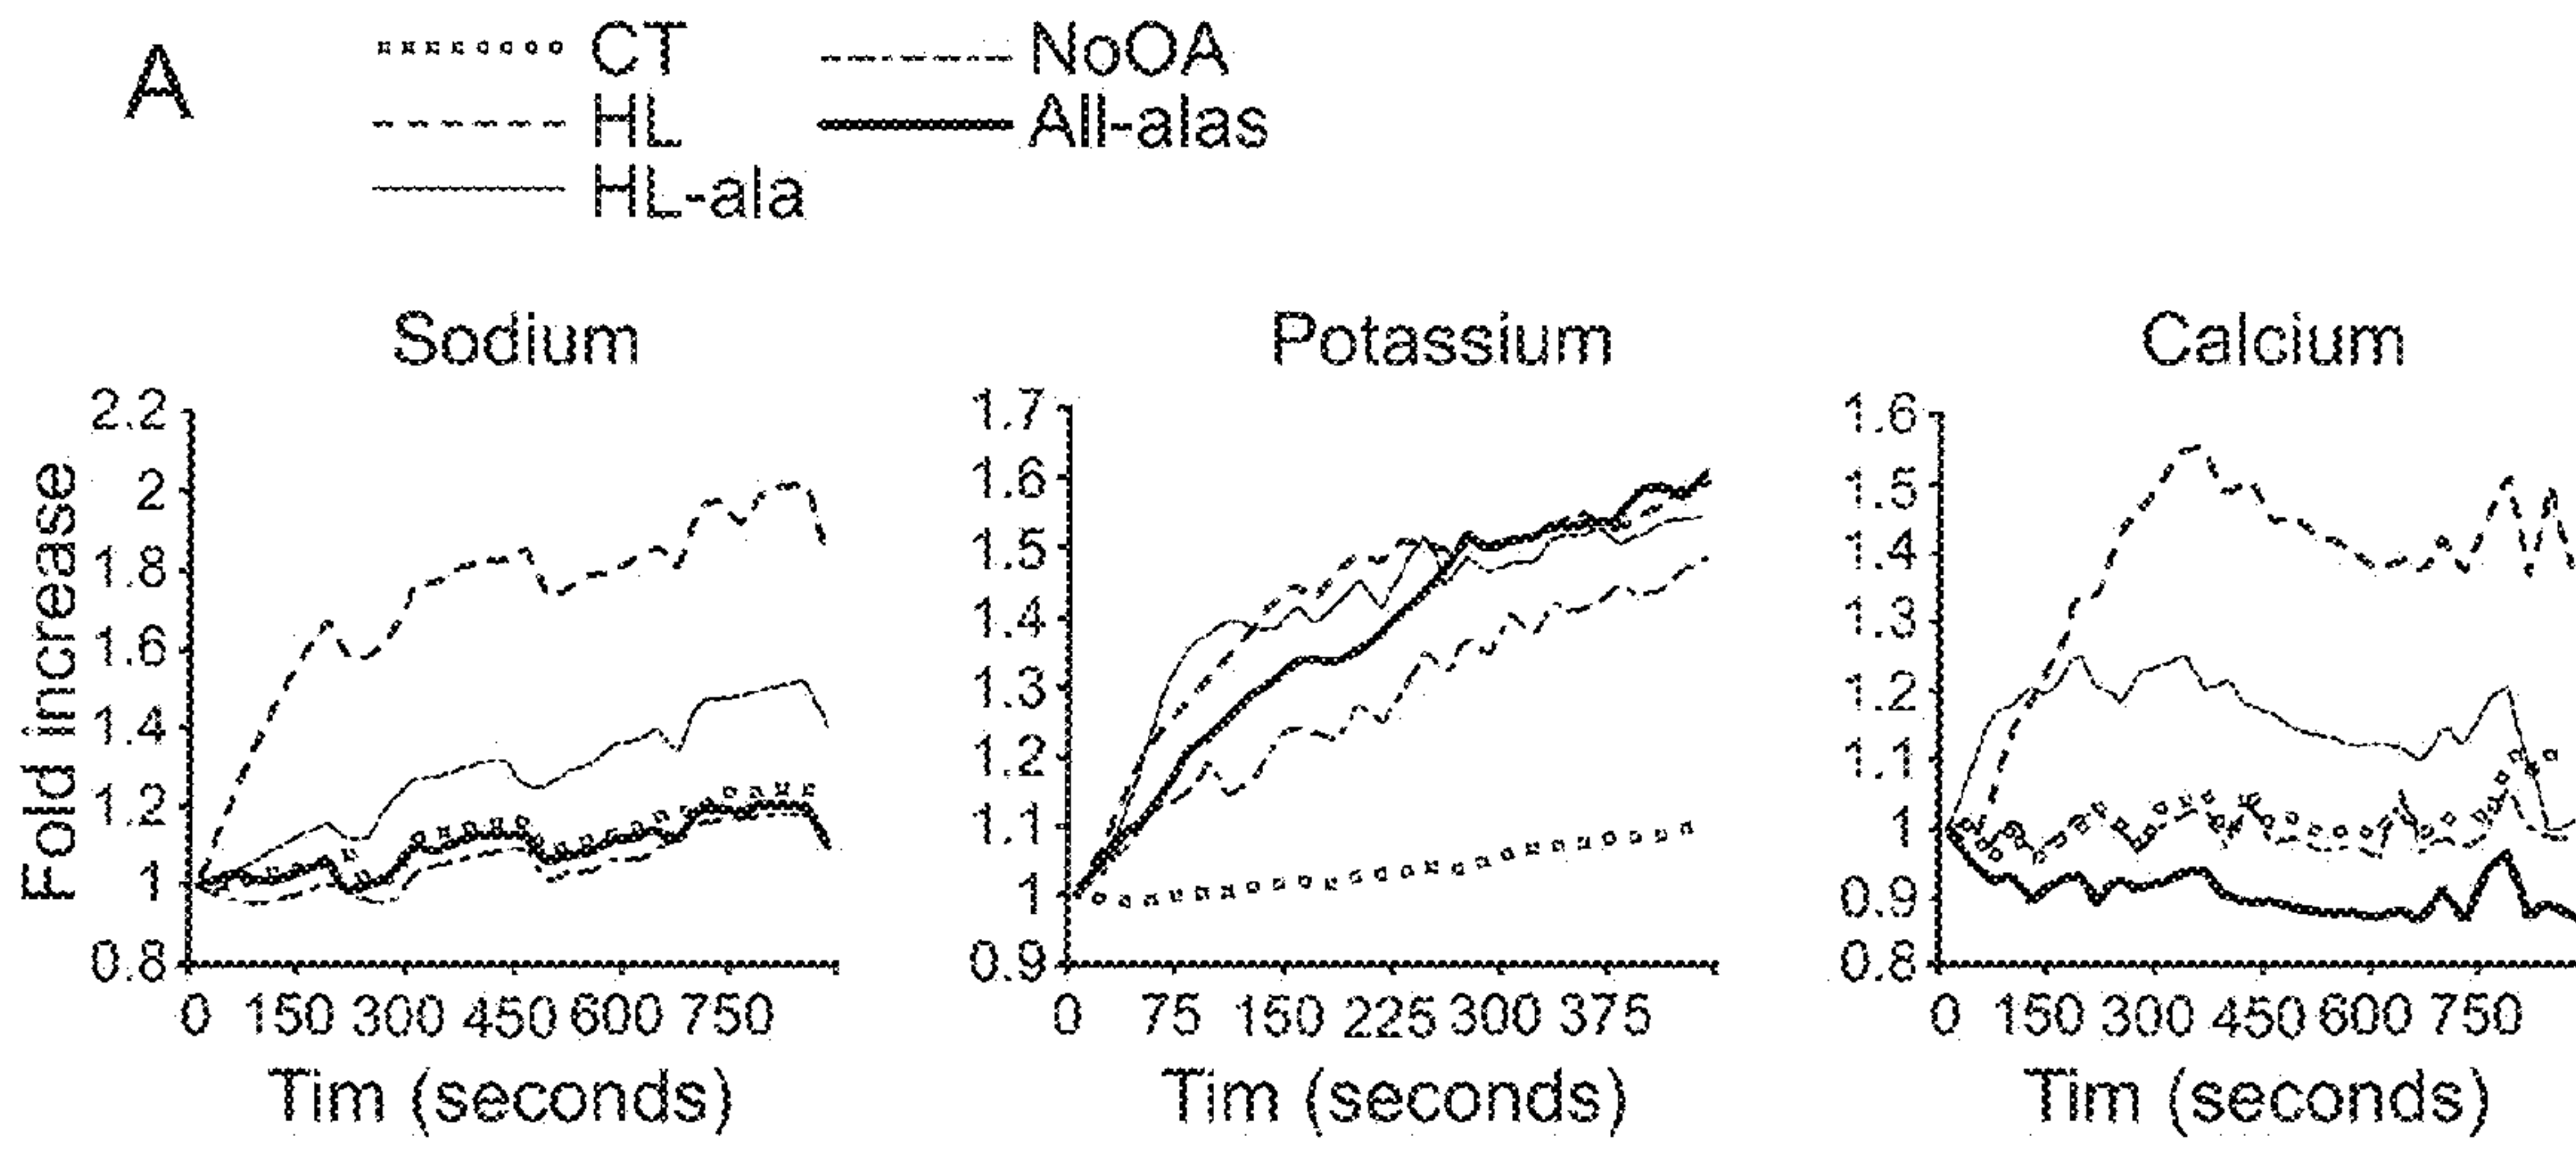 A
CT
HL
HL-ala
NoOA
All-alas
Sodium
Fold increase
2.2
2
1.8
1.6
1.4
1.2
1
0.8
0 150 300 450 600 750
Tim (seconds)
Potassium
1.7
1.6
1.5
1.4
1.3
1.2
1.1
1
0.9
0 75 150 225 300 375
Tim (seconds)
Calcium
1.6
1.5
1.4
1.3
1.2
1.1
1
0.9
0.8
0 150 300 450 600 750
Tim (seconds)